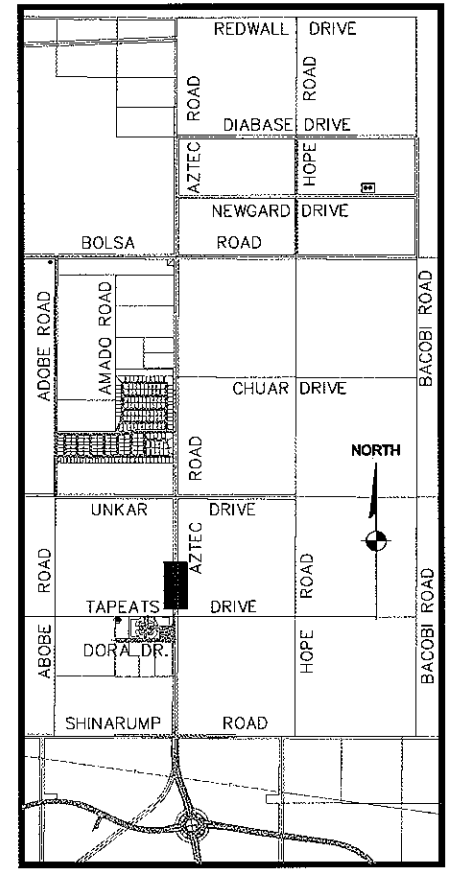 REDWALL DRIVE
ROAD
ROAD
DIABASE DRIVE
AZTEC
HOPE
NEWGARD DRIVE
BOLSA ROAD
ADOBE ROAD
AMADO ROAD
BACOBI ROAD
CHUAR DRIVE
ROAD
NORTH
UNKAR DRIVE
AZTEC
ROAD
ROAD
TAPEATS DRIVE
ABOBE
HOPE
BACOBI ROAD
DORA DR.
SHINARUMP ROAD